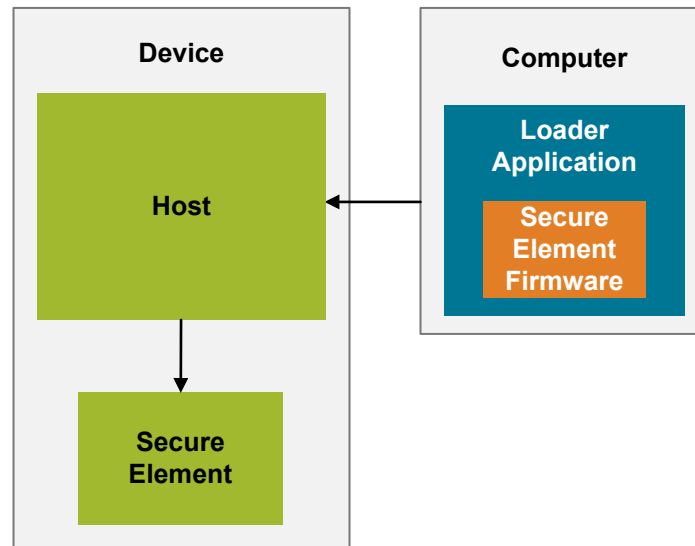 Device
Host
Secure
Element
Computer
Loader
Application
Secure
Element
Firmware